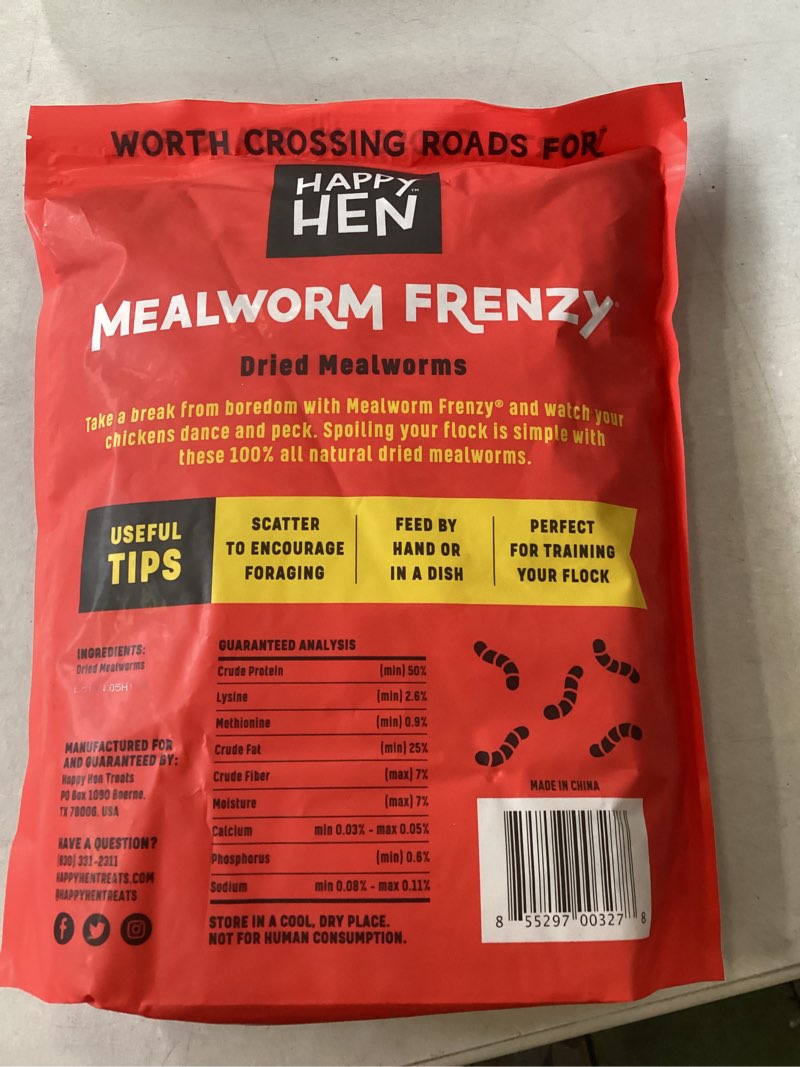 WORTH CROSSING ROADS FOR
HAPPY™
HEN
MEALWORM FRENZY
Dried Mealworms
Take a break from boredom with Mealworm Frenzy® and watch your
chickens dance and peck. Spoiling your flock is simple with
these 100% all natural dried mealworms.
USEFUL
TIPS
SCATTER
TO ENCOURAGE
FORAGING
FEED BY
HAND OR
IN A DISH
PERFECT
FOR TRAINING
YOUR FLOCK
INGREDIENTS:
Dried Mealworms
MANUFACTURED FOR
AND GUARANTEED BY:
Happy Hen Treats
PO Box 1090 Boerne,
TX 78006, USA
HAVE A QUESTION?
(830) 331-2311
HAPPYHENTREATS.COM
@HAPPYHENTREATS
GUARANTEED ANALYSIS
Crude Protein (min) 50%
Lysine (min) 2.6%
Methionine (min) 0.9%
Crude Fat (min) 25%
Crude Fiber (max) 7%
Moisture (max) 7%
Calcium min 0.03% - max 0.05%
Phosphorus (min) 0.6%
Sodium min 0.08% - max 0.11%
STORE IN A COOL, DRY PLACE.
NOT FOR HUMAN CONSUMPTION.
MADE IN CHINA
8 55297 00327 8